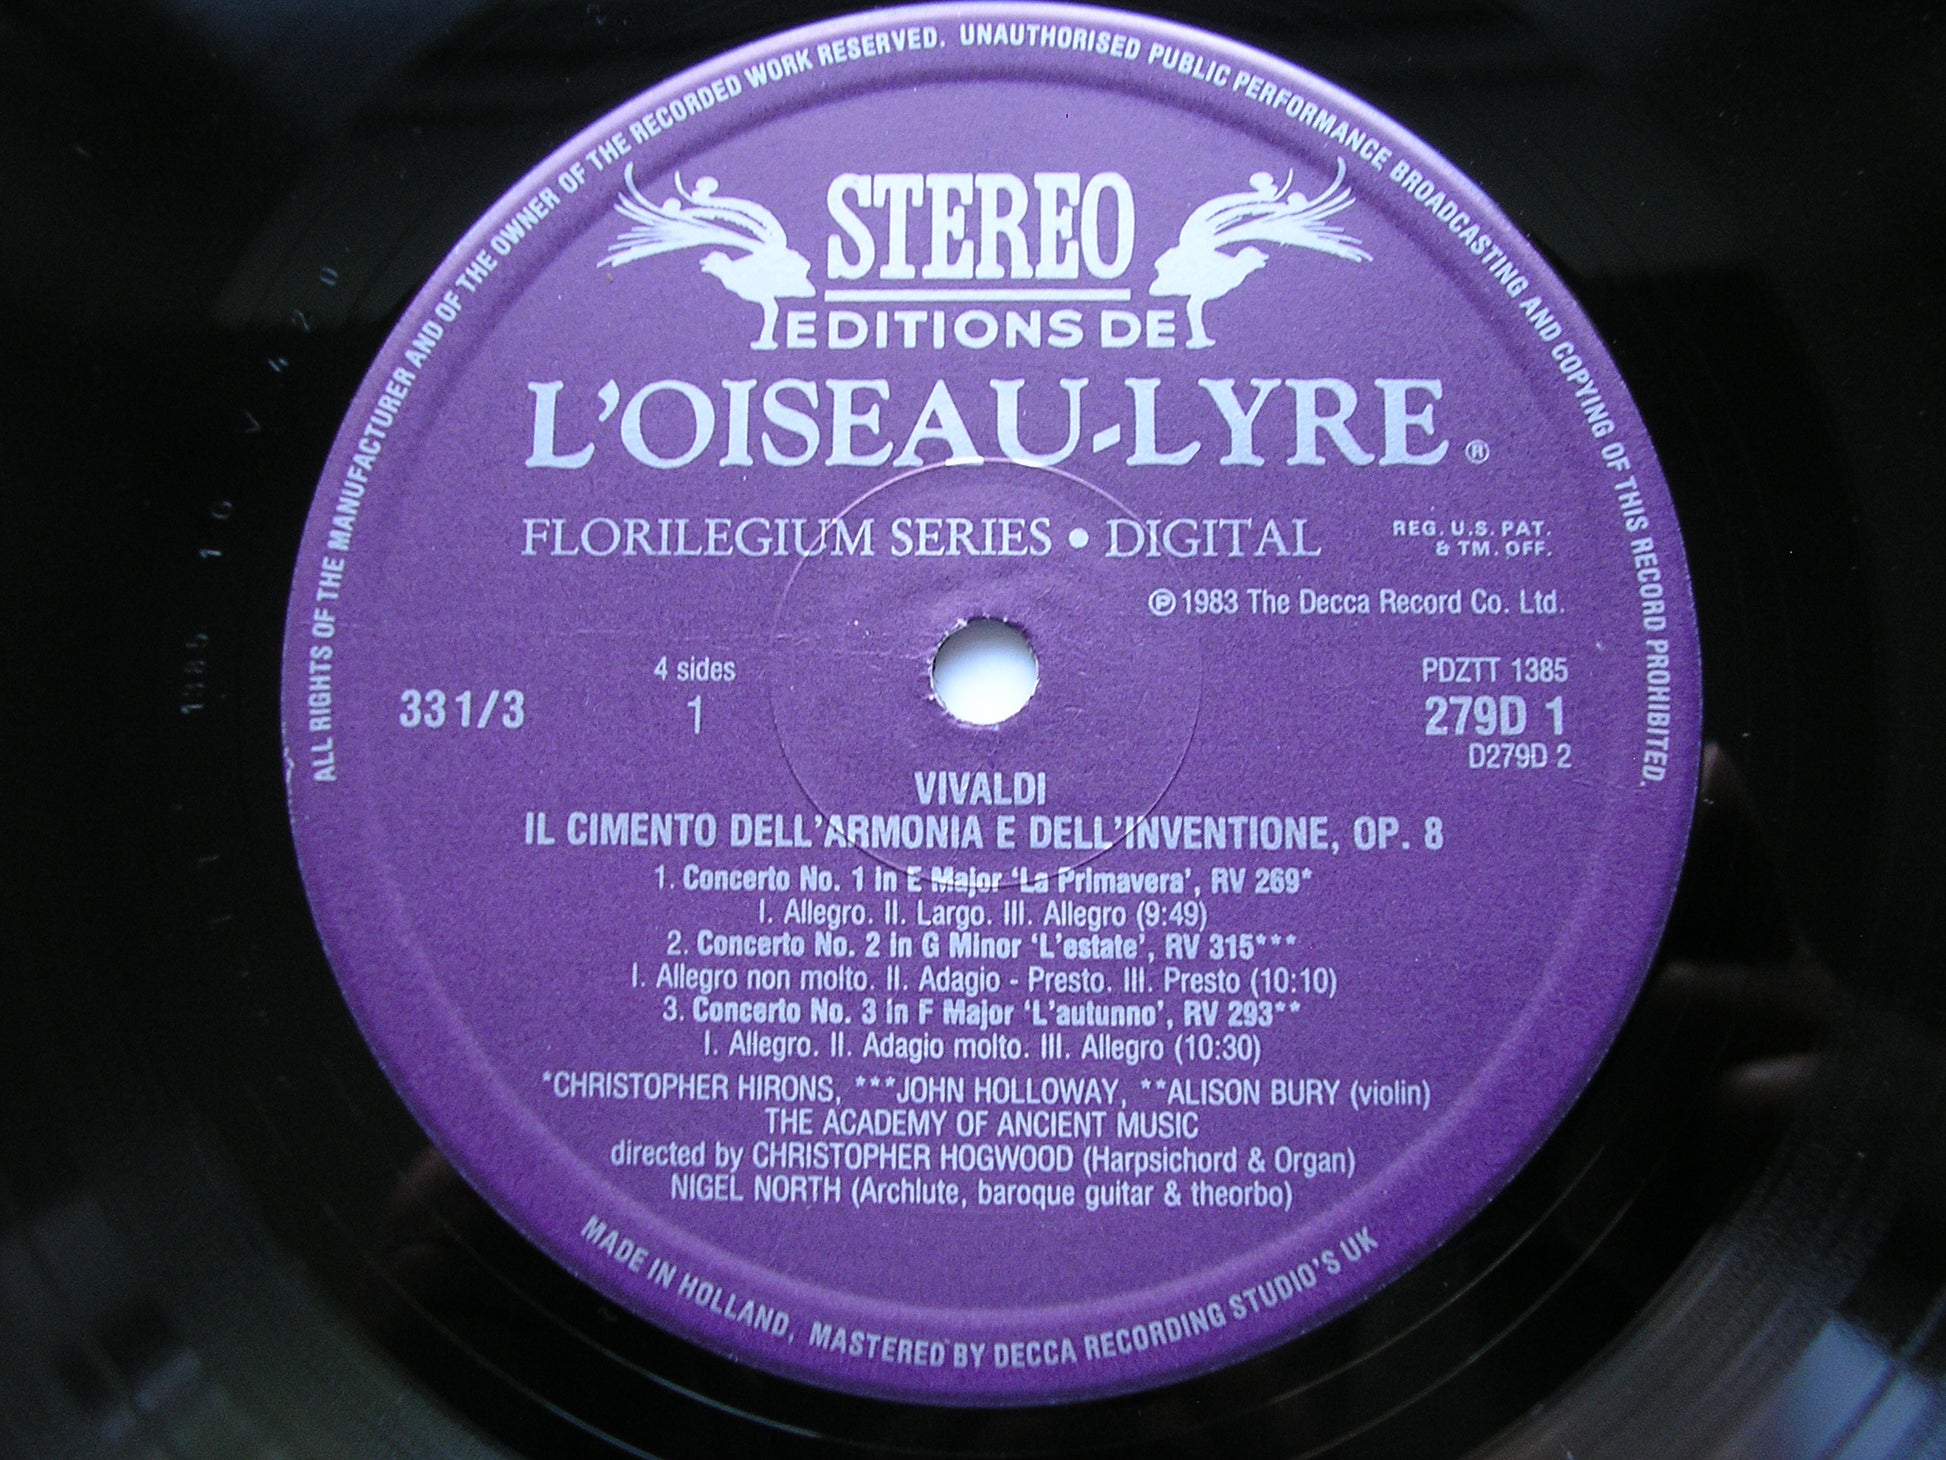 ALL RIGHTS OF THE MANUFACTURER AND OF THE OWNER OF THE RECORDED WORK RESERVED. UNAUTHORISED PUBLIC PERFORMANCE BROADCASTING AND COPYING OF THIS RECORD PROHIBITED.
STEREO
EDITIONS DE
L'OISEAU-LYRE ®
FLORILEGIUM SERIES • DIGITAL
REG. U.S. PAT.
& TM. OFF.
℗ 1983 The Decca Record Co. Ltd.
4 sides
PDZTT 1385
33 1/3
1
279D 1
D279D 2
VIVALDI
IL CIMENTO DELL'ARMONIA E DELL'INVENTIONE, OP. 8
1. Concerto No. 1 in E Major 'La Primavera', RV 269*
I. Allegro. II. Largo. III. Allegro (9:49)
2. Concerto No. 2 in G Minor 'L'estate', RV 315***
I. Allegro non molto. II. Adagio - Presto. III. Presto (10:10)
3. Concerto No. 3 in F Major 'L'autunno', RV 293**
I. Allegro. II. Adagio molto. III. Allegro (10:30)
*CHRISTOPHER HIRONS, ***JOHN HOLLOWAY, **ALISON BURY (violin)
THE ACADEMY OF ANCIENT MUSIC
directed by CHRISTOPHER HOGWOOD (Harpsichord & Organ)
NIGEL NORTH (Archlute, baroque guitar & theorbo)
MADE IN HOLLAND, MASTERED BY DECCA RECORDING STUDIO'S UK